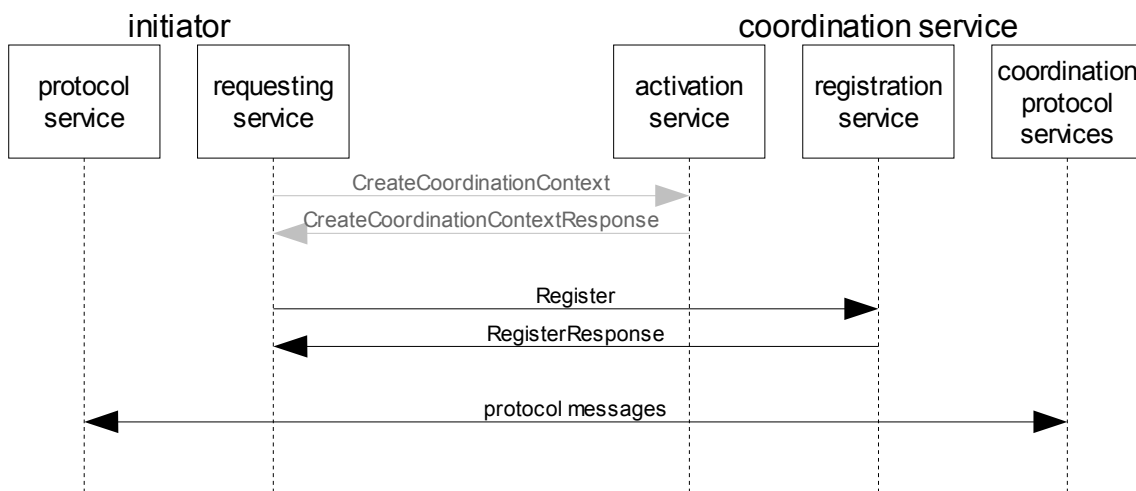 initiator
coordination service
protocol
service
requesting
service
activation
service
registration
service
coordination
protocol
services
CreateCoordinationContext
CreateCoordinationContextResponse
Register
RegisterResponse
protocol messages